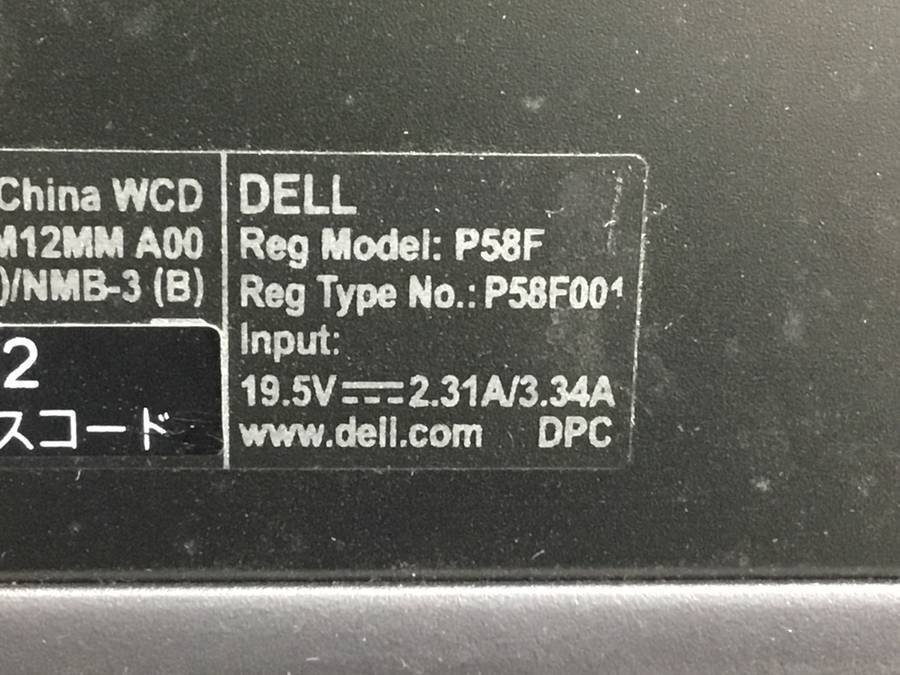 China WCD
M12MM A00
)/NMB-3 (B)
2
スコード
DELL
Reg Model: P58F
Reg Type No.: P58F001
Input:
19.5V⎓2.31A/3.34A
www.dell.com DPC